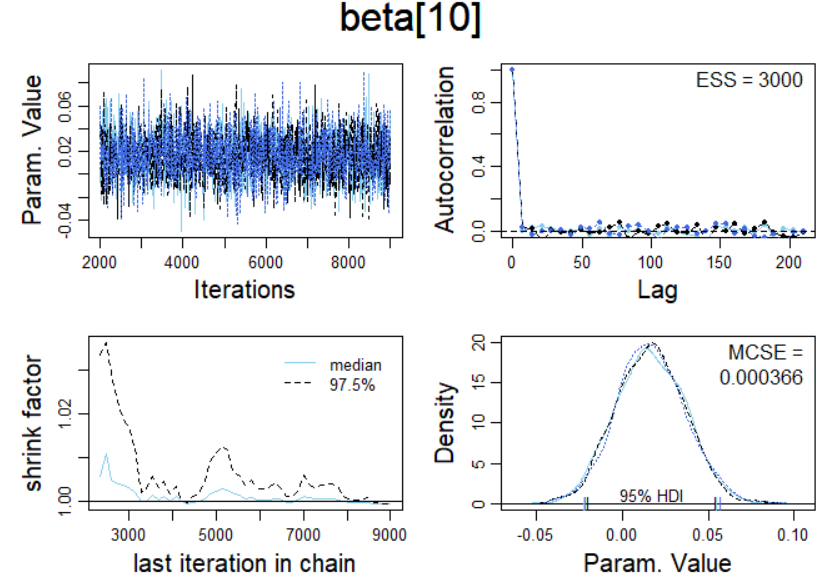 beta[10]
Param. Value
-0.04 0.02 0.06
2000 4000 6000 8000
Iterations
Autocorrelation
0.0 0.4 0.8
ESS = 3000
0 50 100 150 200
Lag
shrink factor
1.00 1.02
median
97.5%
3000 5000 7000 9000
last iteration in chain
Density
0 5 10 15 20
MCSE =
0.000366
95% HDI
-0.05 0.00 0.05 0.10
Param. Value